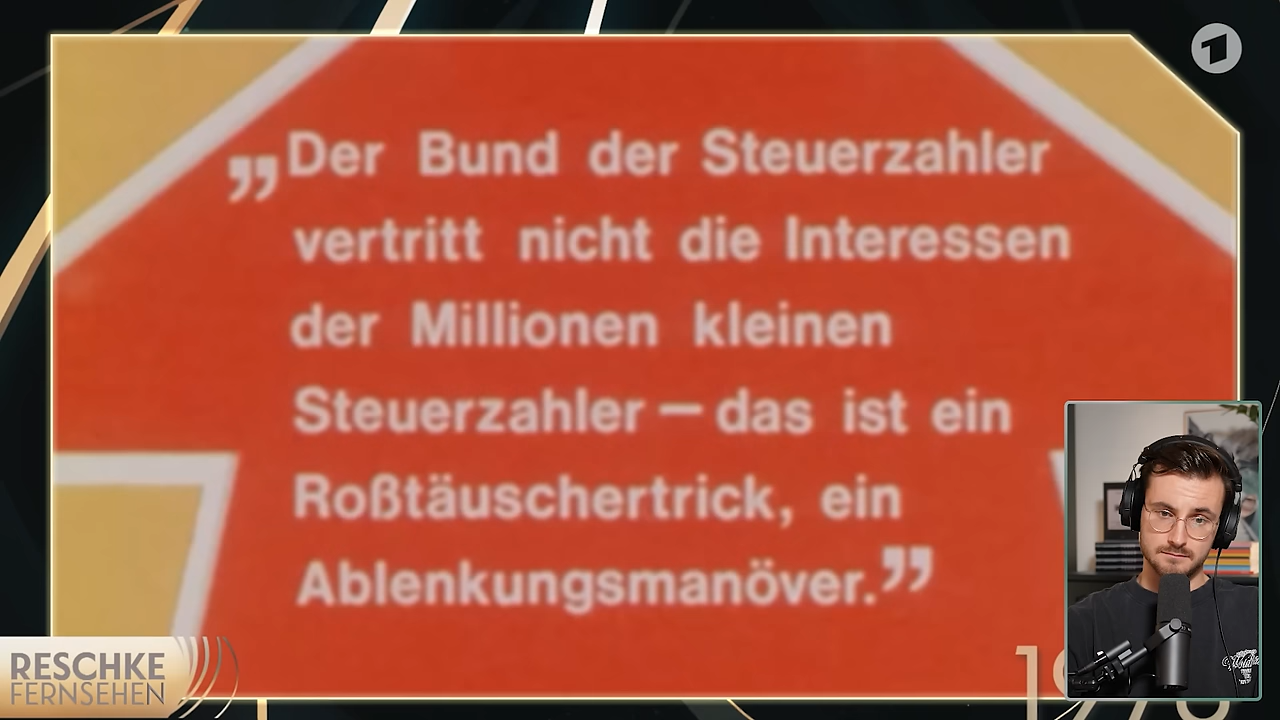 „Der Bund der Steuerzahler
vertritt nicht die Interessen
der Millionen kleinen
Steuerzahler – das ist ein
Roßtäuschertrick, ein
Ablenkungsmanöver.”
RESCHKE
FERNSEHEN